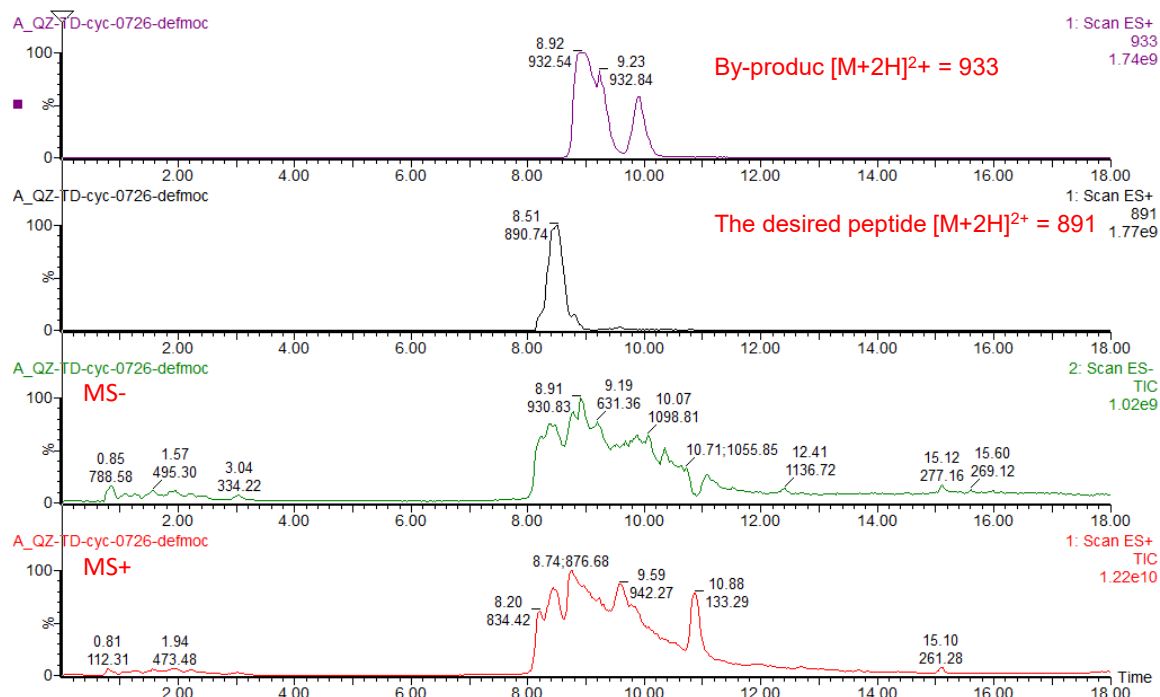 A_QZ-TD-cyc-0726-defmoc
1: Scan ES+
933
1.74e9
100
%
0
8.92
932.54
9.23
932.84
By-produc [M+2H]²⁺ = 933
2.00 4.00 6.00 8.00 10.00 12.00 14.00 16.00 18.00
A_QZ-TD-cyc-0726-defmoc
1: Scan ES+
891
1.77e9
100
%
0
8.51
890.74
The desired peptide [M+2H]²⁺ = 891
2.00 4.00 6.00 8.00 10.00 12.00 14.00 16.00 18.00
A_QZ-TD-cyc-0726-defmoc
2: Scan ES-
TIC
1.02e9
MS-
100
%
0
0.85
788.58
1.57
495.30
3.04
334.22
8.91
930.83
9.19
631.36
10.07
1098.81
10.71;1055.85
12.41
1136.72
15.12
277.16
15.60
269.12
2.00 4.00 6.00 8.00 10.00 12.00 14.00 16.00 18.00
A_QZ-TD-cyc-0726-defmoc
1: Scan ES+
TIC
1.22e10
MS+
100
%
0
0.81
112.31
1.94
473.48
8.20
834.42
8.74;876.68
9.59
942.27
10.88
133.29
15.10
261.28
Time
2.00 4.00 6.00 8.00 10.00 12.00 14.00 16.00 18.00